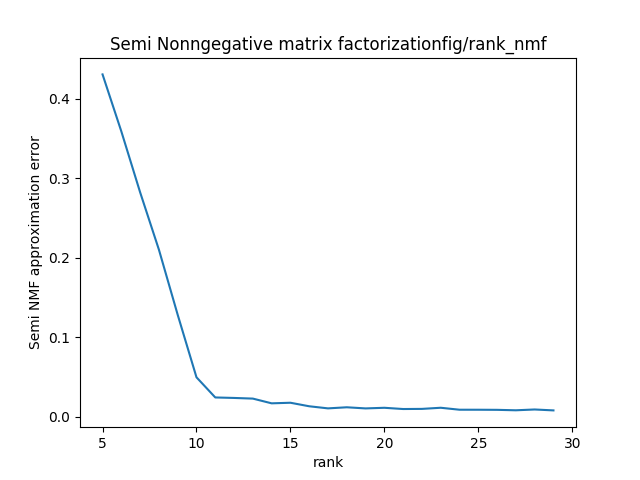 Semi Nonngegative matrix factorizationfig/rank_nmf
Semi NMF approximation error
0.4
0.3
0.2
0.1
0.0
5 10 15 20 25 30
rank